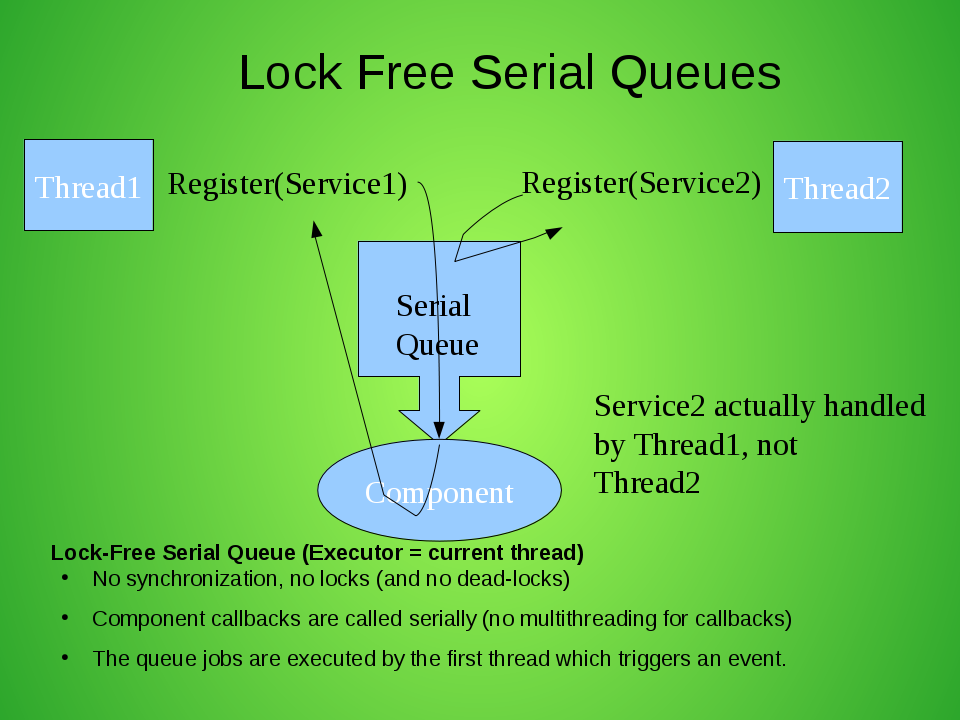 Lock Free Serial Queues
Thread1
Register(Service1)
Register(Service2)
Thread2
Serial
Queue
Service2 actually handled
by Thread1, not
Thread2
Component
Lock-Free Serial Queue (Executor = current thread)
• No synchronization, no locks (and no dead-locks)
• Component callbacks are called serially (no multithreading for callbacks)
• The queue jobs are executed by the first thread which triggers an event.